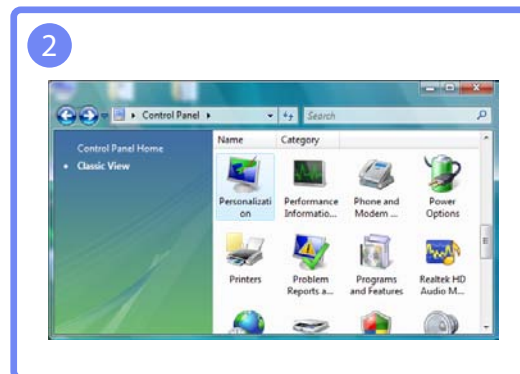 2
Control Panel
Search
Control Panel Home
Classic View
Name Category
Personalizati
on
Performance
Informatio...
Phone and
Modem ...
Power
Options
Printers
Problem
Reports a...
Programs
and Features
Realtek HD
Audio M...